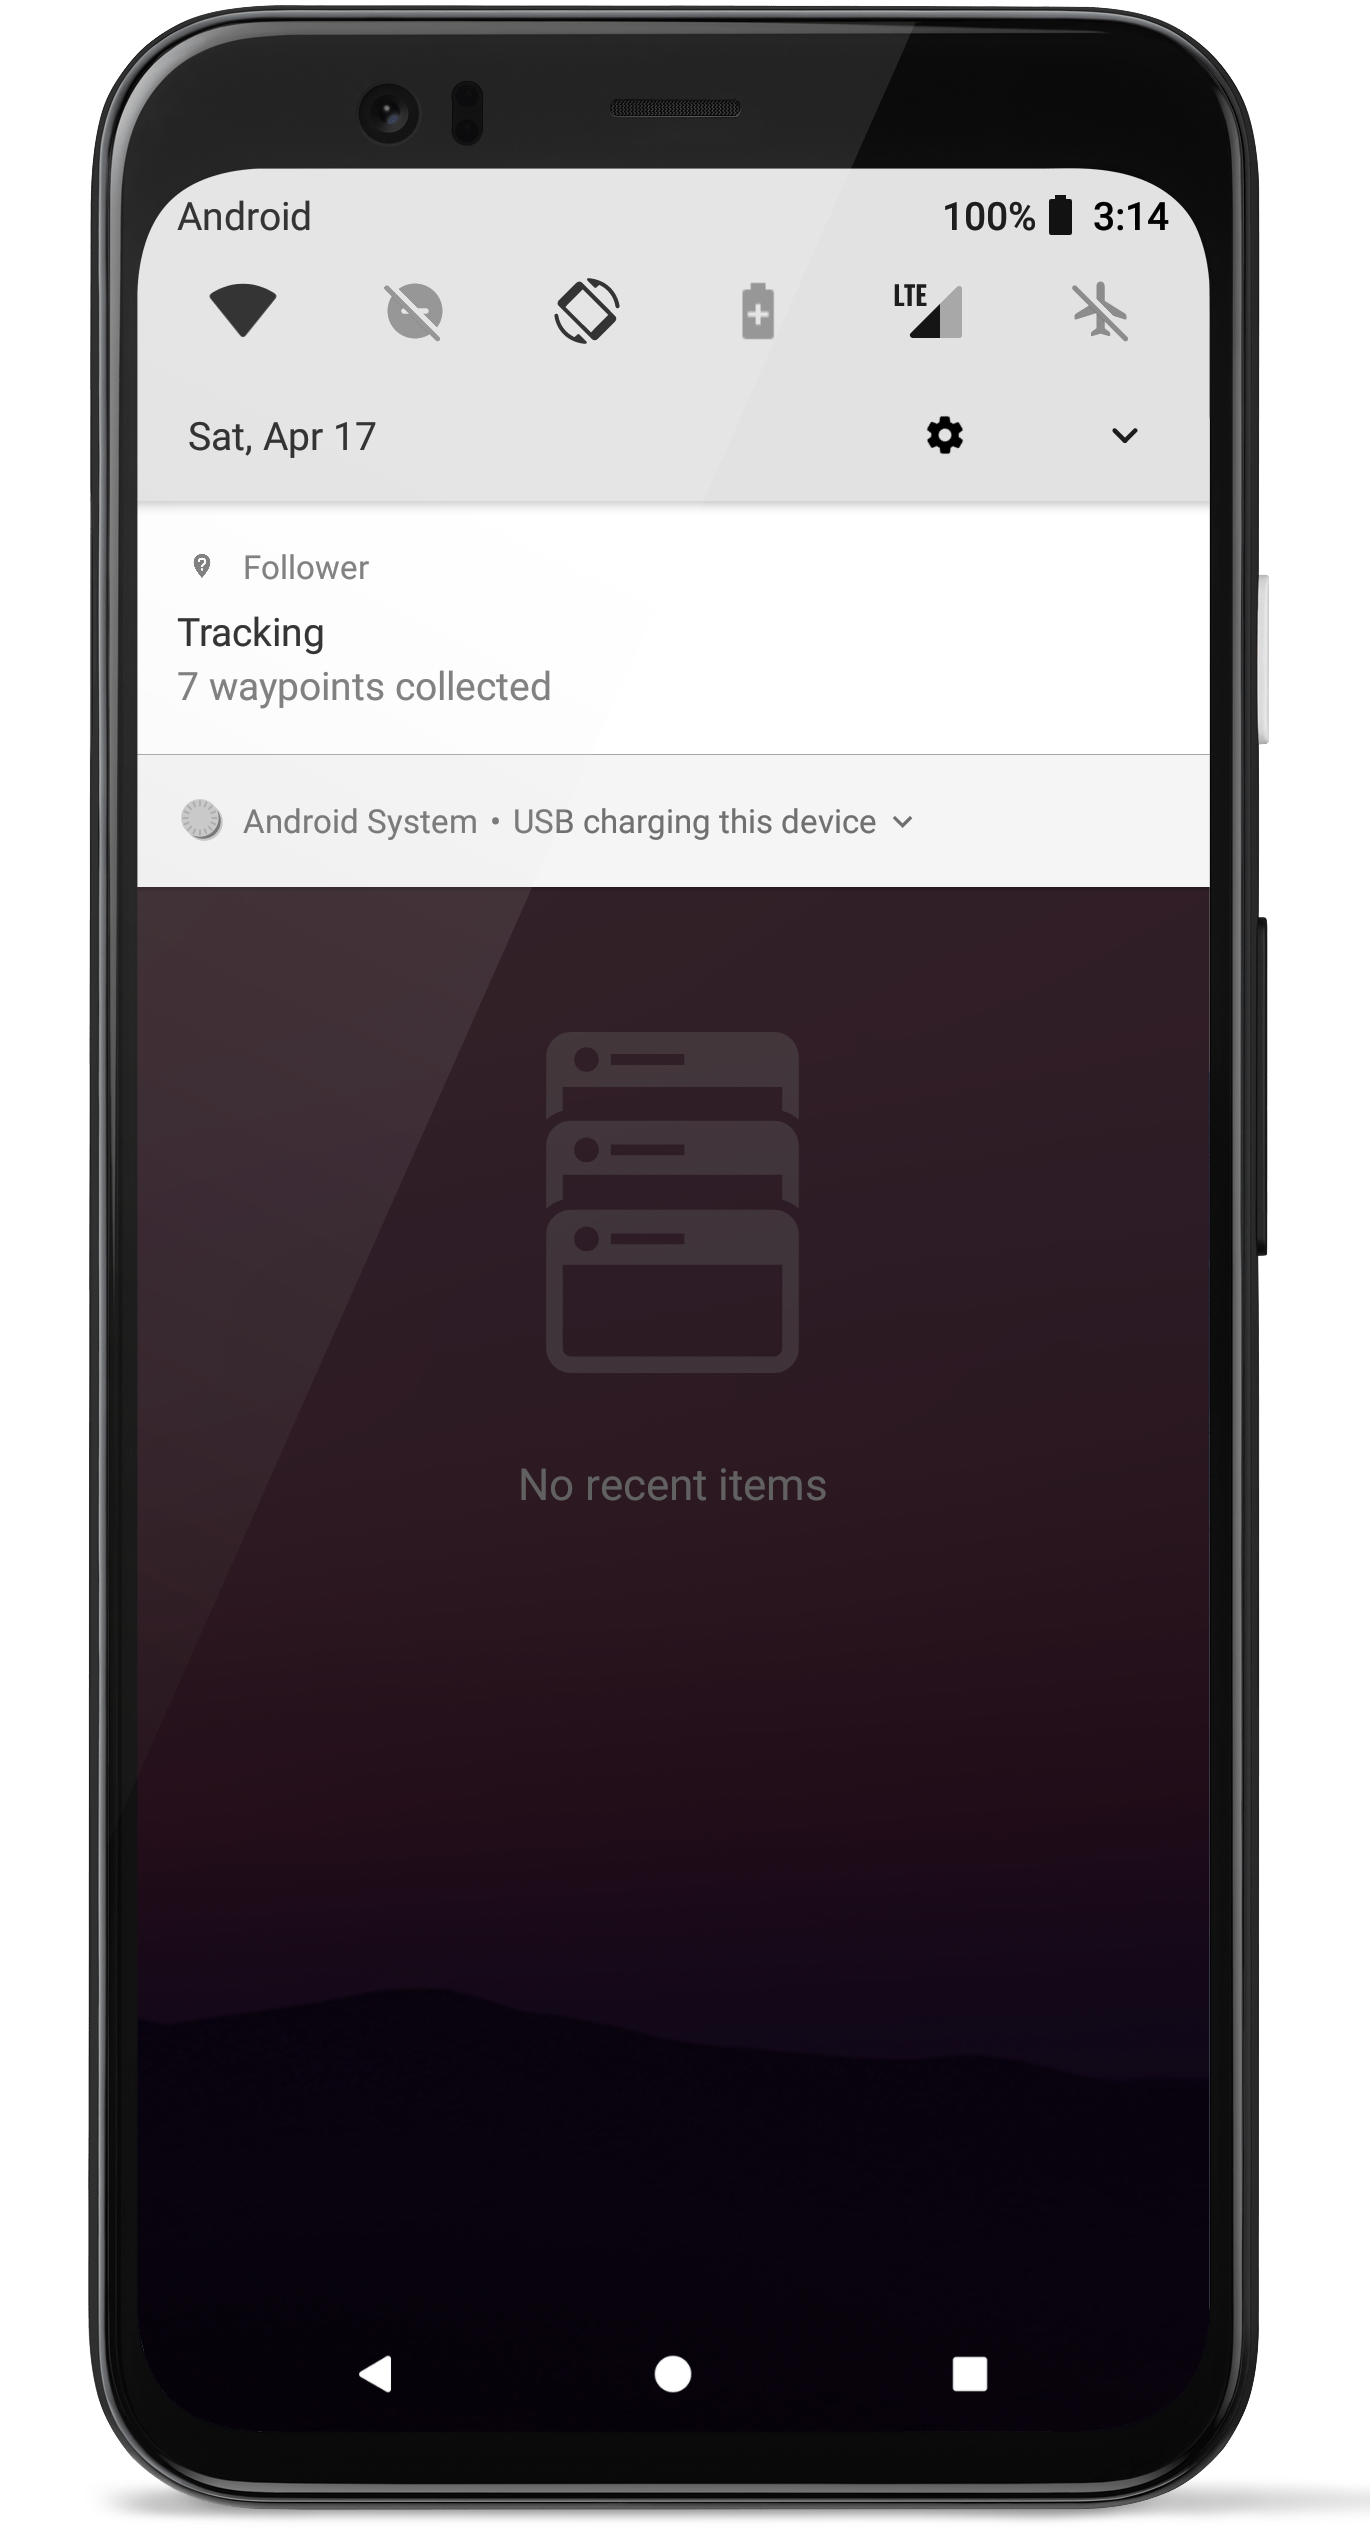 Android 100% 3:14
LTE
Sat, Apr 17
Follower
Tracking
7 waypoints collected
Android System • USB charging this device
No recent items